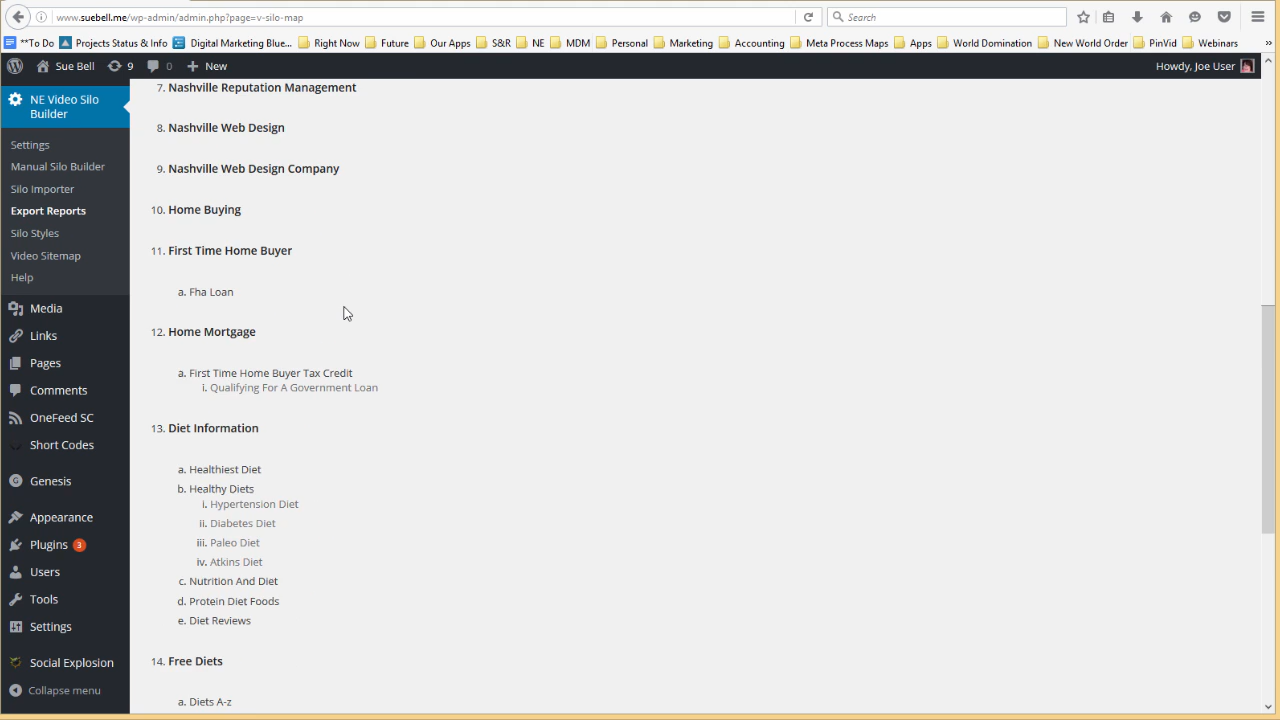 www.suebell.me/wp-admin/admin.php?page=v-silo-map
Search
**To Do Projects Status & Info Digital Marketing Blue... Right Now Future Our Apps S&R NE MDM Personal Marketing Accounting Meta Process Maps Apps World Domination New World Order PinVid Webinars »
Sue Bell 9 0 + New Howdy, Joe User
NE Video Silo
Builder
Settings
Manual Silo Builder
Silo Importer
Export Reports
Silo Styles
Video Sitemap
Help
Media
Links
Pages
Comments
OneFeed SC
Short Codes
Genesis
Appearance
Plugins 3
Users
Tools
Settings
Social Explosion
Collapse menu
7. Nashville Reputation Management
8. Nashville Web Design
9. Nashville Web Design Company
10. Home Buying
11. First Time Home Buyer
a. Fha Loan
12. Home Mortgage
a. First Time Home Buyer Tax Credit
i. Qualifying For A Government Loan
13. Diet Information
a. Healthiest Diet
b. Healthy Diets
i. Hypertension Diet
ii. Diabetes Diet
iii. Paleo Diet
iv. Atkins Diet
c. Nutrition And Diet
d. Protein Diet Foods
e. Diet Reviews
14. Free Diets
a. Diets A-z